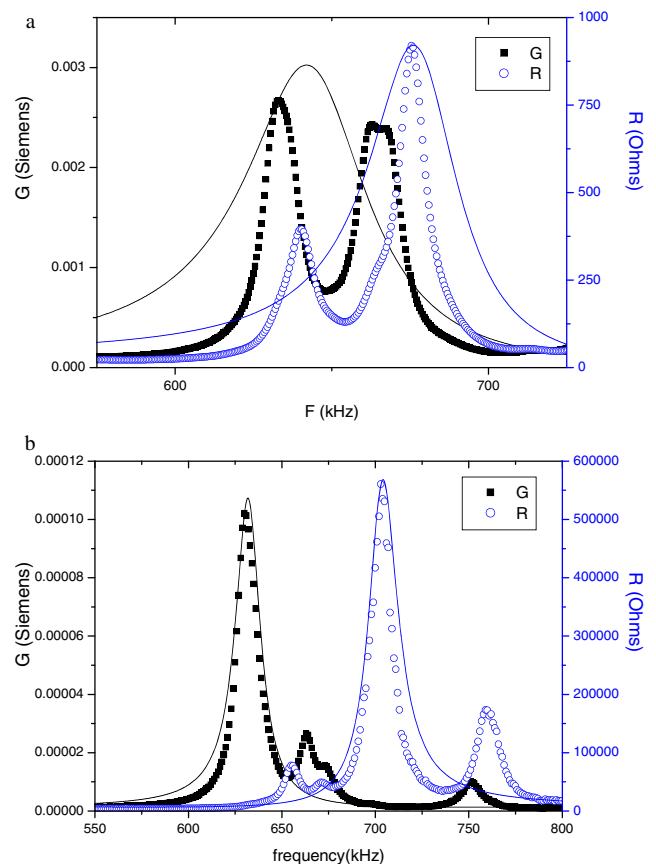 a
G
R
0.003
0.002
0.001
0.000
G (Siemens)
1000
750
500
250
0
R (Ohms)
600
700
F (kHz)
b
G
R
0.00012
0.00010
0.00008
0.00006
0.00004
0.00002
0.00000
G (Siemens)
600000
500000
400000
300000
200000
100000
0
R (Ohms)
550
600
650
700
750
800
frequency(kHz)